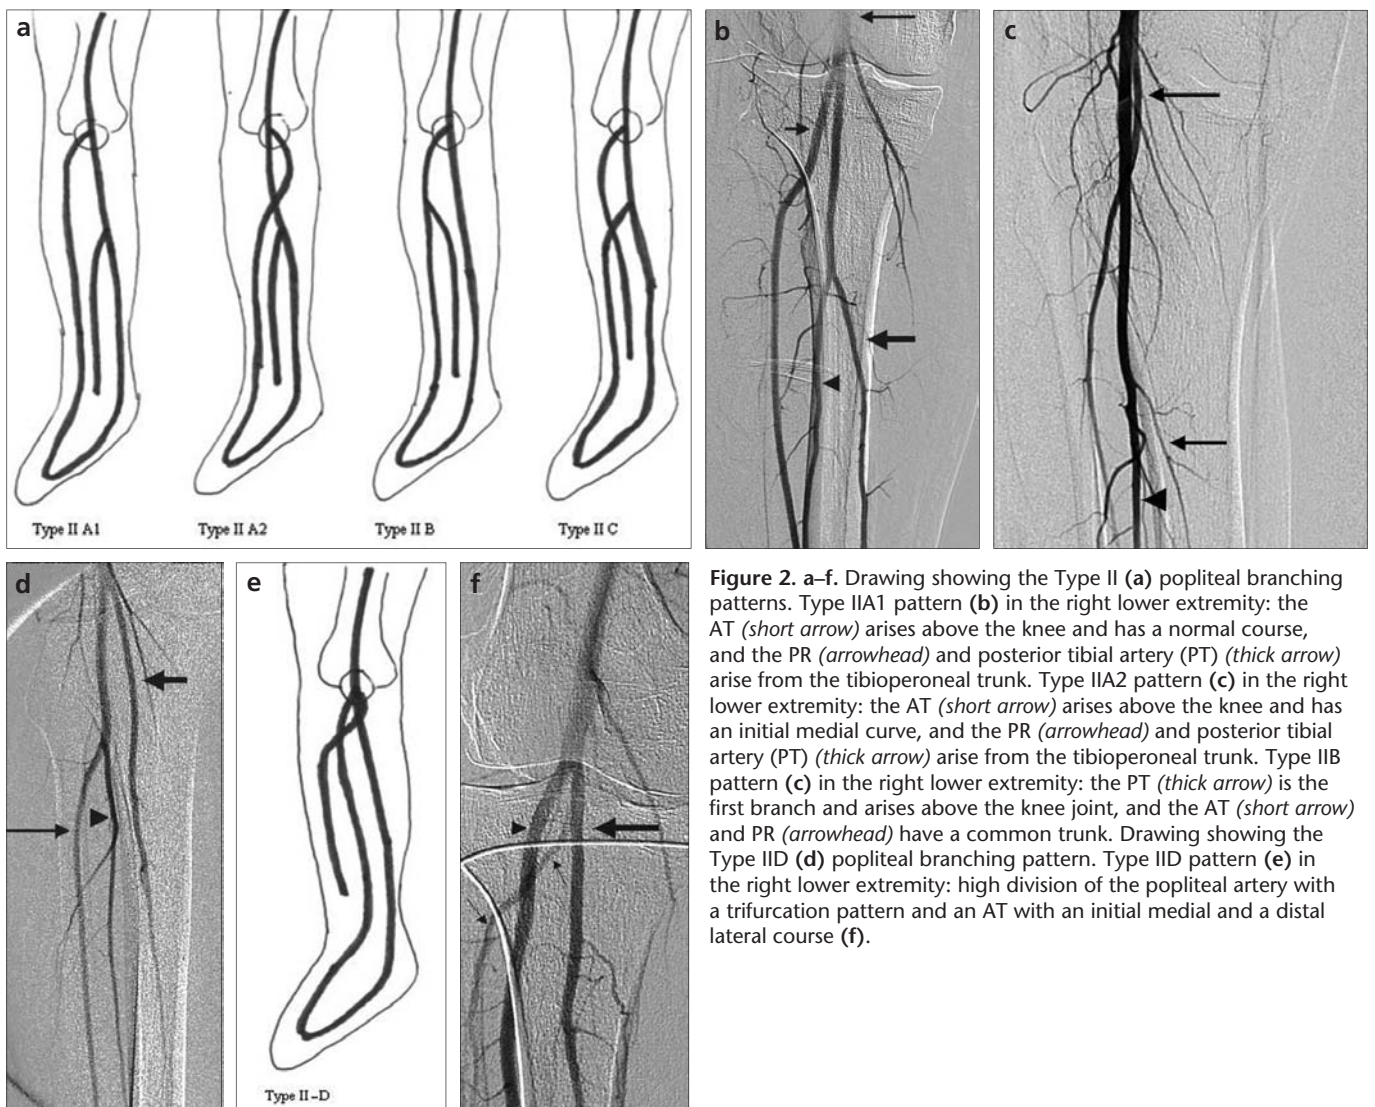 a
b
c
Type II A1
Type II A2
Type II B
Type II C
d
e
f
Type II-D
Figure 2. a–f. Drawing showing the Type II (a) popliteal branching
patterns. Type IIA1 pattern (b) in the right lower extremity: the
AT (short arrow) arises above the knee and has a normal course,
and the PR (arrowhead) and posterior tibial artery (PT) (thick arrow)
arise from the tibioperoneal trunk. Type IIA2 pattern (c) in the right
lower extremity: the AT (short arrow) arises above the knee and has
an initial medial curve, and the PR (arrowhead) and posterior tibial
artery (PT) (thick arrow) arise from the tibioperoneal trunk. Type IIB
pattern (c) in the right lower extremity: the PT (thick arrow) is the
first branch and arises above the knee joint, and the AT (short arrow)
and PR (arrowhead) have a common trunk. Drawing showing the
Type IID (d) popliteal branching pattern. Type IID pattern (e) in
the right lower extremity: high division of the popliteal artery with
a trifurcation pattern and an AT with an initial medial and a distal
lateral course (f).